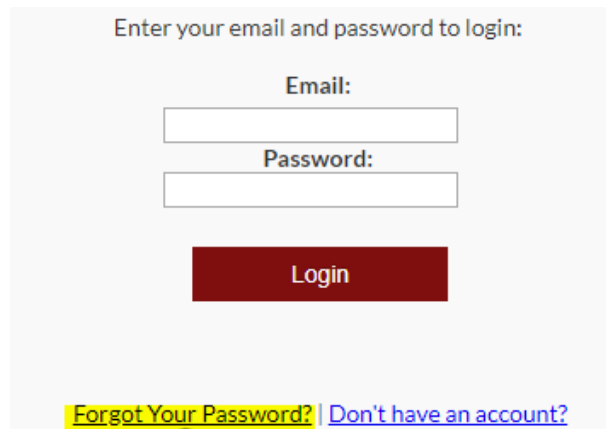 Enter your email and password to login:
Email:
Password:
Login
Forgot Your Password? | Don't have an account?